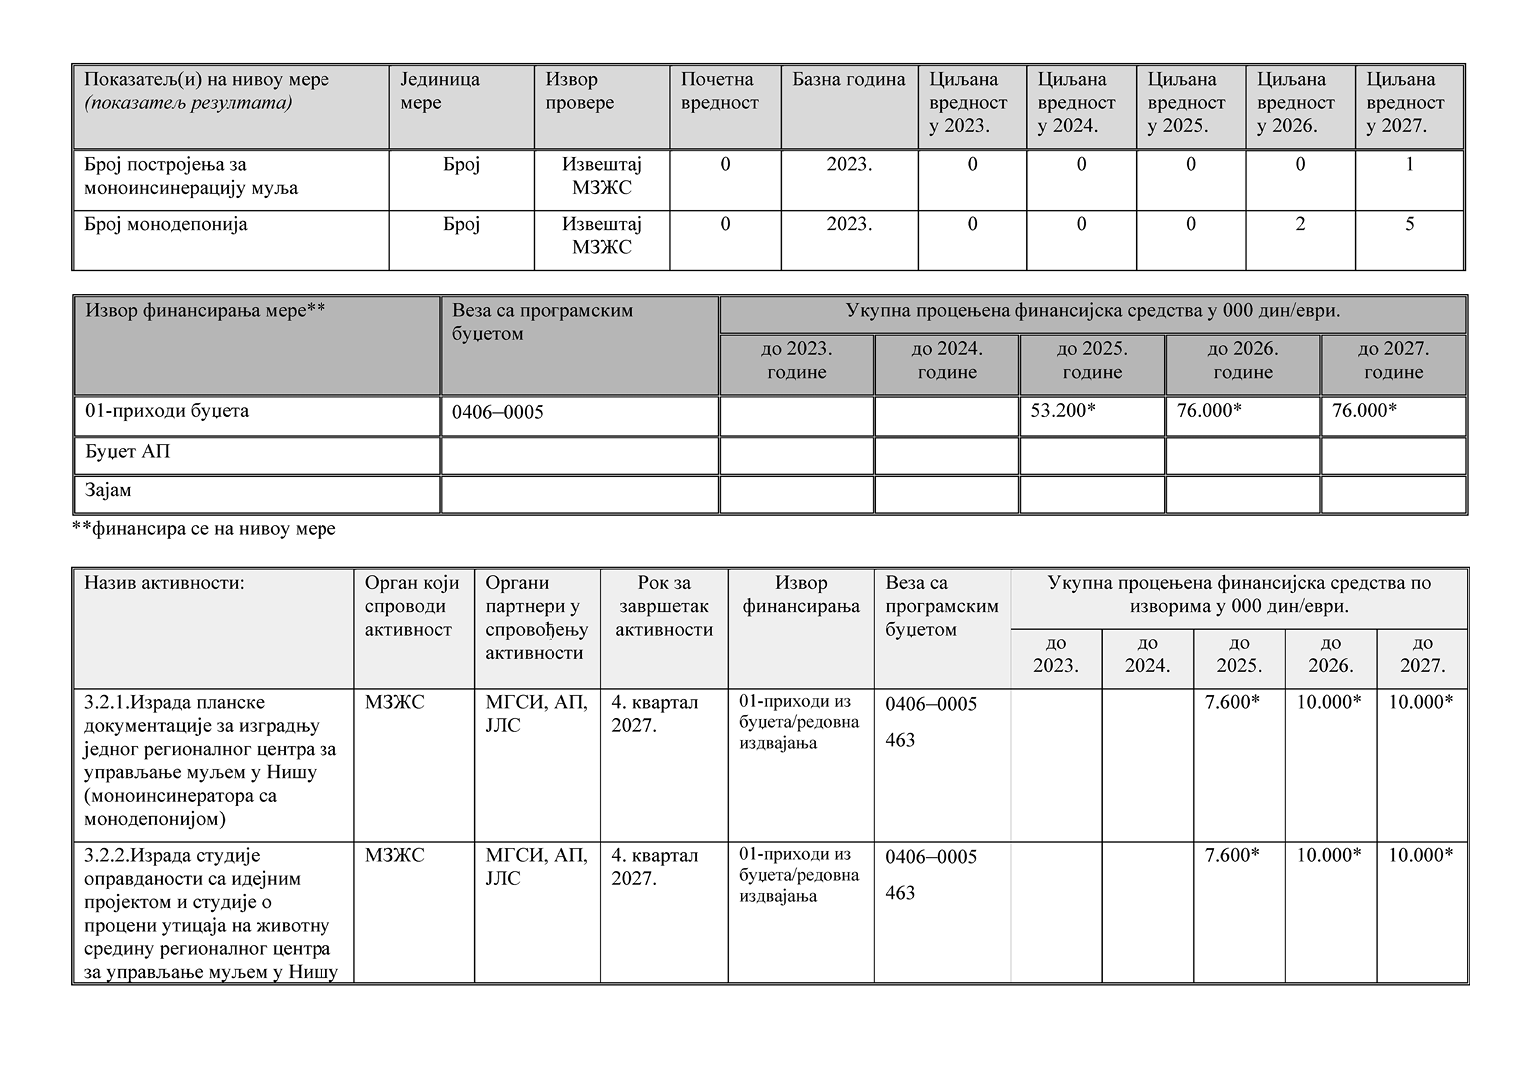 Показатељ(и) на нивоу мере
(показатељ резултата)
Јединица
мере
Извор
провере
Почетна
вредност
Базна година
Циљана
вредност
у 2023.
Циљана
вредност
у 2024.
Циљана
вредност
у 2025.
Циљана
вредност
у 2026.
Циљана
вредност
у 2027.
Број постројења за
моноинсинерацију муља
Број
Извештај
МЗЖС
0
2023.
0
0
0
0
1
Број монодепонија
Број
Извештај
МЗЖС
0
2023.
0
0
0
2
5
Извор финансирања мере**
Веза са програмским
буџетом
Укупна процењена финансијска средства у 000 дин/еври.
до 2023.
године
до 2024.
године
до 2025.
године
до 2026.
године
до 2027.
године
01-приходи буџета
0406–0005
53.200*
76.000*
76.000*
Буџет АП
Зајам
**финансира се на нивоу мере
Назив активности:
Орган који
спроводи
активност
Органи
партнери у
спровођењу
активности
Рок за
завршетак
активности
Извор
финансирања
Веза са
програмским
буџетом
Укупна процењена финансијска средства по
изворима у 000 дин/еври.
до
2023.
до
2024.
до
2025.
до
2026.
до
2027.
3.2.1.Израда планске
документације за изградњу
једног регионалног центра за
управљање муљем у Нишу
(моноинсинератора са
монодепонијом)
МЗЖС
МГСИ, АП,
ЈЛС
4. квартал
2027.
01-приходи из
буџета/редовна
издвајања
0406–0005
463
7.600*
10.000*
10.000*
3.2.2.Израда студије
оправданости са идејним
пројектом и студије о
процени утицаја на животну
средину регионалног центра
за управљање муљем у Нишу
МЗЖС
МГСИ, АП,
ЈЛС
4. квартал
2027.
01-приходи из
буџета/редовна
издвајања
0406–0005
463
7.600*
10.000*
10.000*